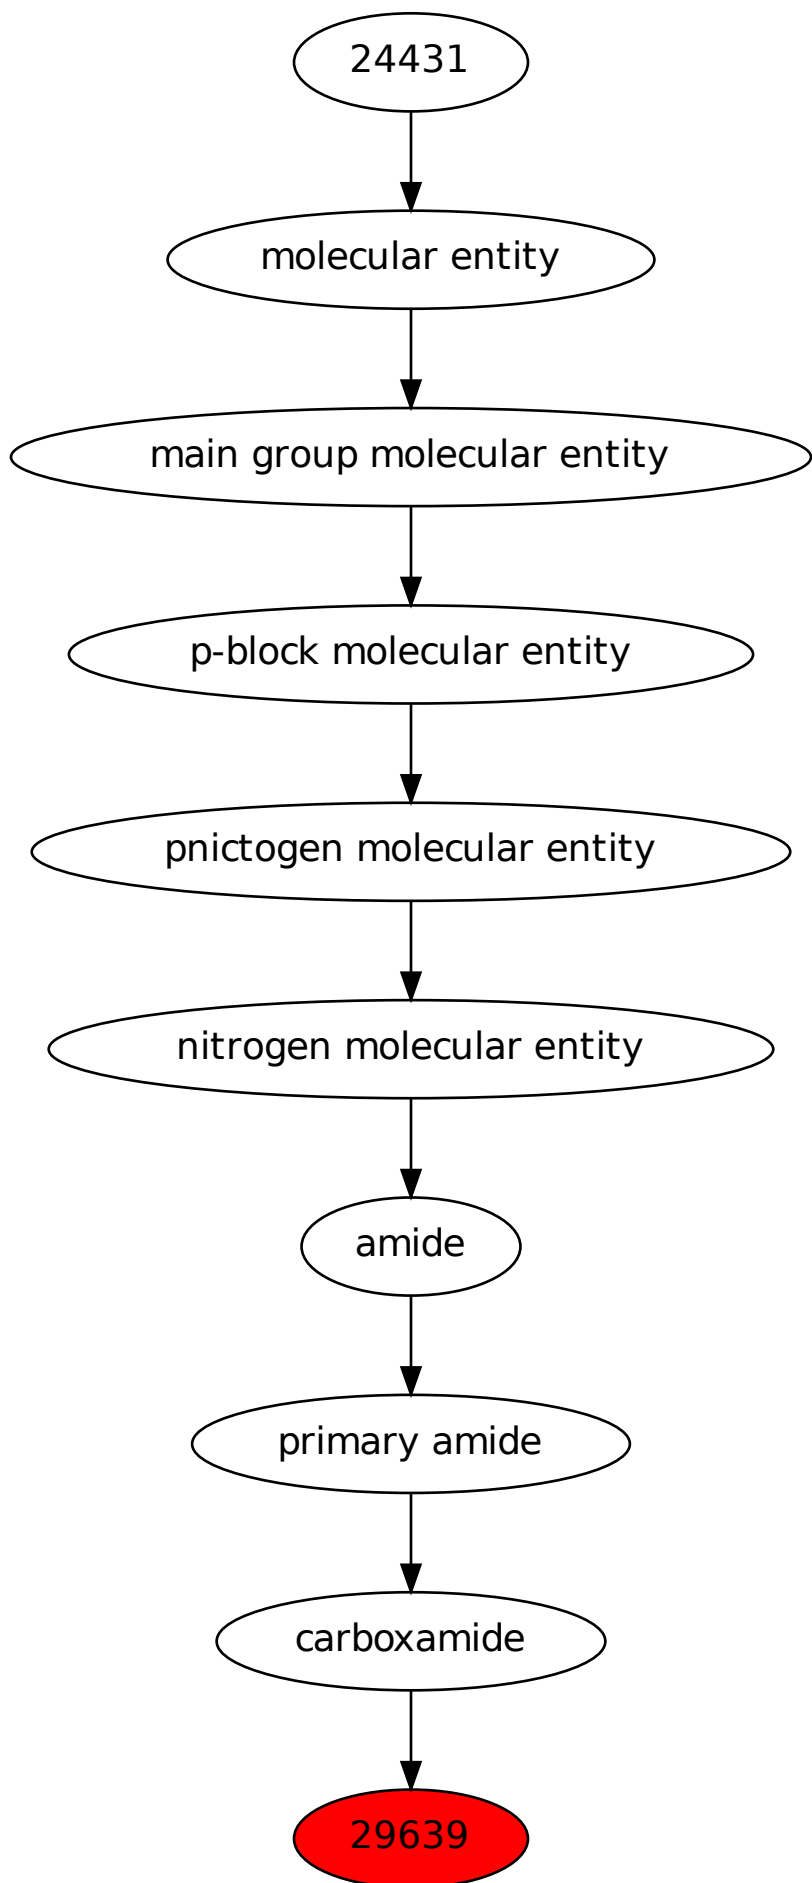 24431
molecular entity
main group molecular entity
p-block molecular entity
pnictogen molecular entity
nitrogen molecular entity
amide
primary amide
carboxamide
29639